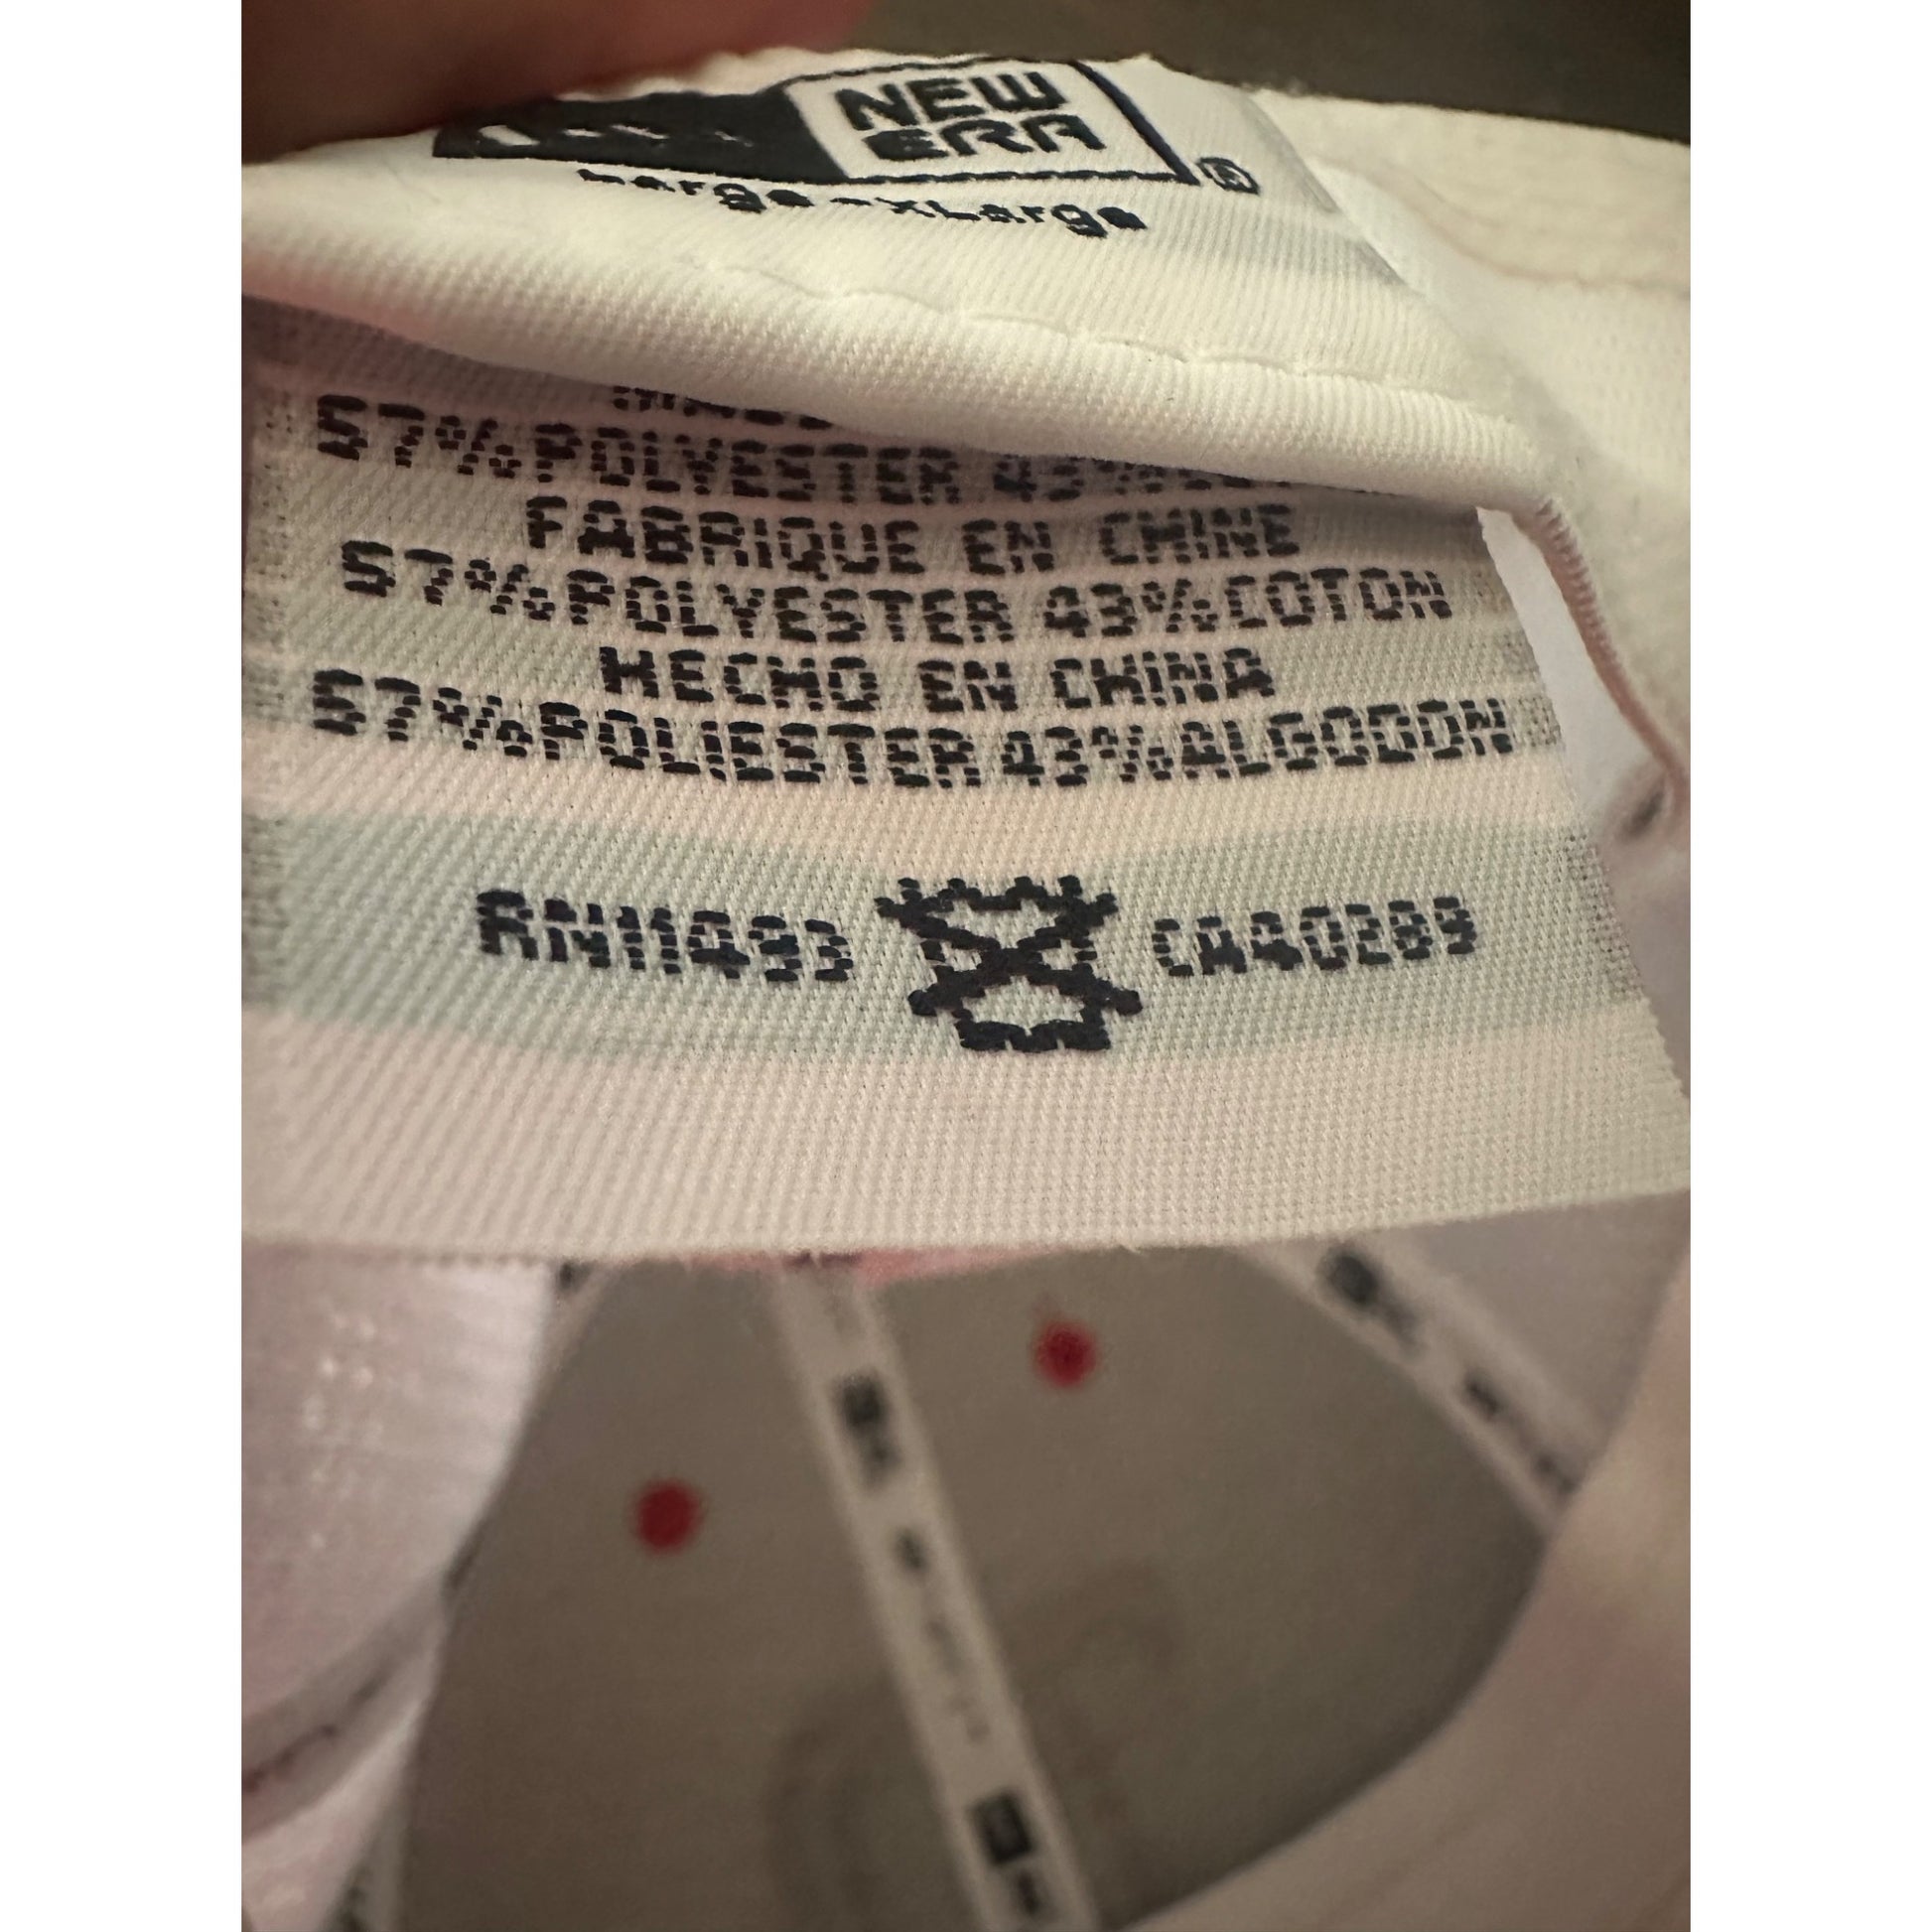 NEW
ERA®
Large-xLarge
57%POLYESTER 43%
FABRIQUE EN CHINE
57%POLYESTER 43%COTON
HECHO EN CHINA
57%POLIESTER 43%ALGODON
RN11493 CA40289